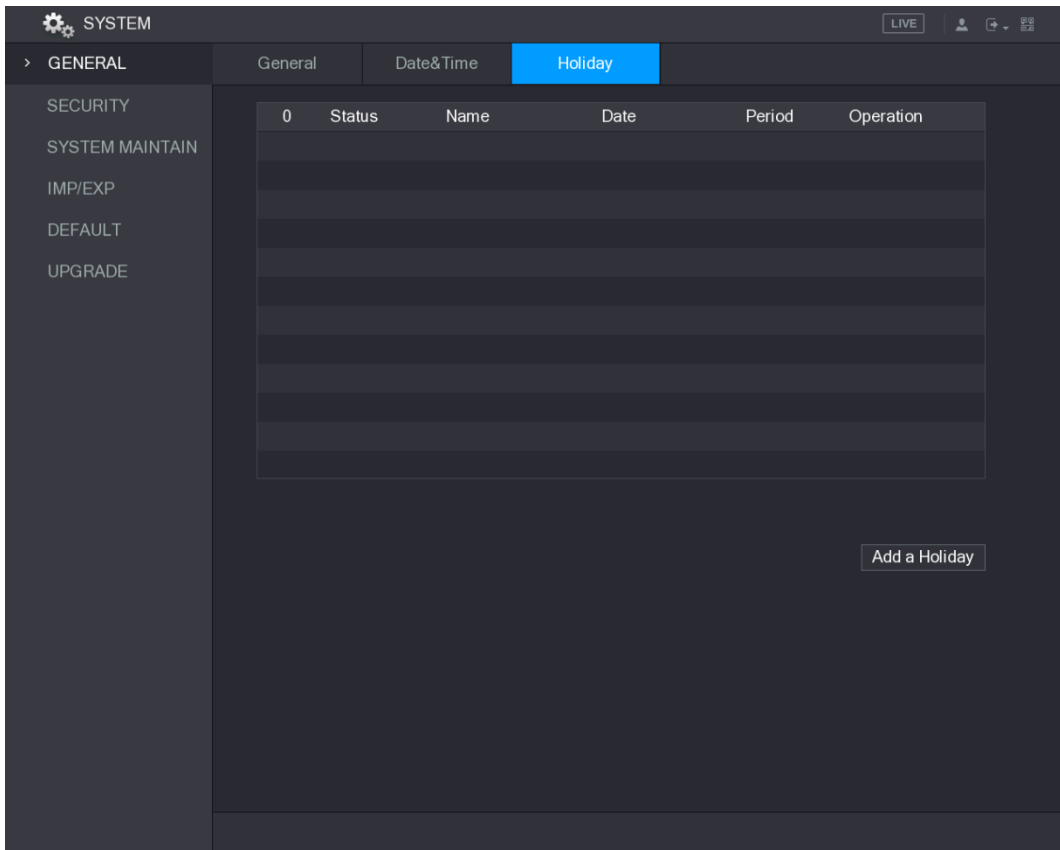 SYSTEM LIVE
GENERAL General Date&Time Holiday
SECURITY
SYSTEM MAINTAIN
IMP/EXP
DEFAULT
UPGRADE
0 Status Name Date Period Operation
Add a Holiday